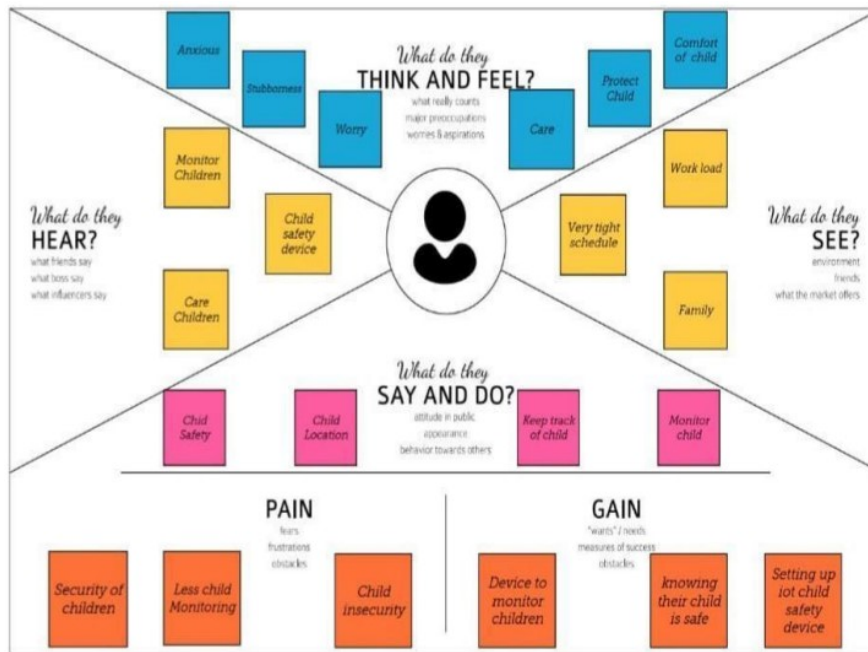 What do they
THINK AND FEEL?
what really counts
major preoccupations
worries & aspirations
Anxious
Stubborness
Worry
Care
Protect
Child
Comfort
of child
What do they
HEAR?
what friends say
what boss say
what influencers say
Monitor
Children
Child
safety
device
Care
Children
What do they
SEE?
environment
friends
what the market offers
Work load
Very tight
schedule
Family
What do they
SAY AND DO?
attitude in public
appearance
behavior towards others
Chid
Safety
Child
Location
Keep track
of child
Monitor
child
PAIN
fears
frustrations
obstacles
Security of
children
Less child
Monitoring
Child
insecurity
GAIN
"wants" / needs
measures of success
obstacles
Device to
monitor
children
knowing
their child
is safe
Setting up
iot child
safety
device